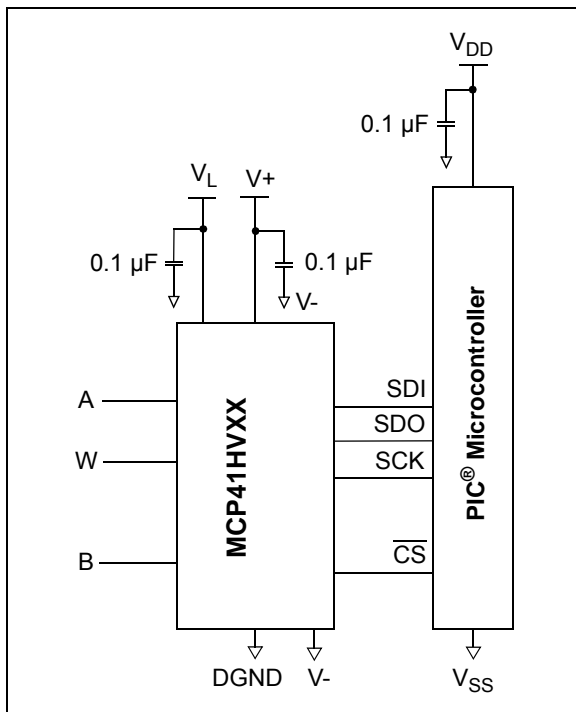 V_DD
0.1 µF
V_L V+
0.1 µF 0.1 µF
V-
MCP41HVXX
PIC® Microcontroller
A
W
B
SDI
SDO
SCK
C̅S̅
DGND V- V_SS